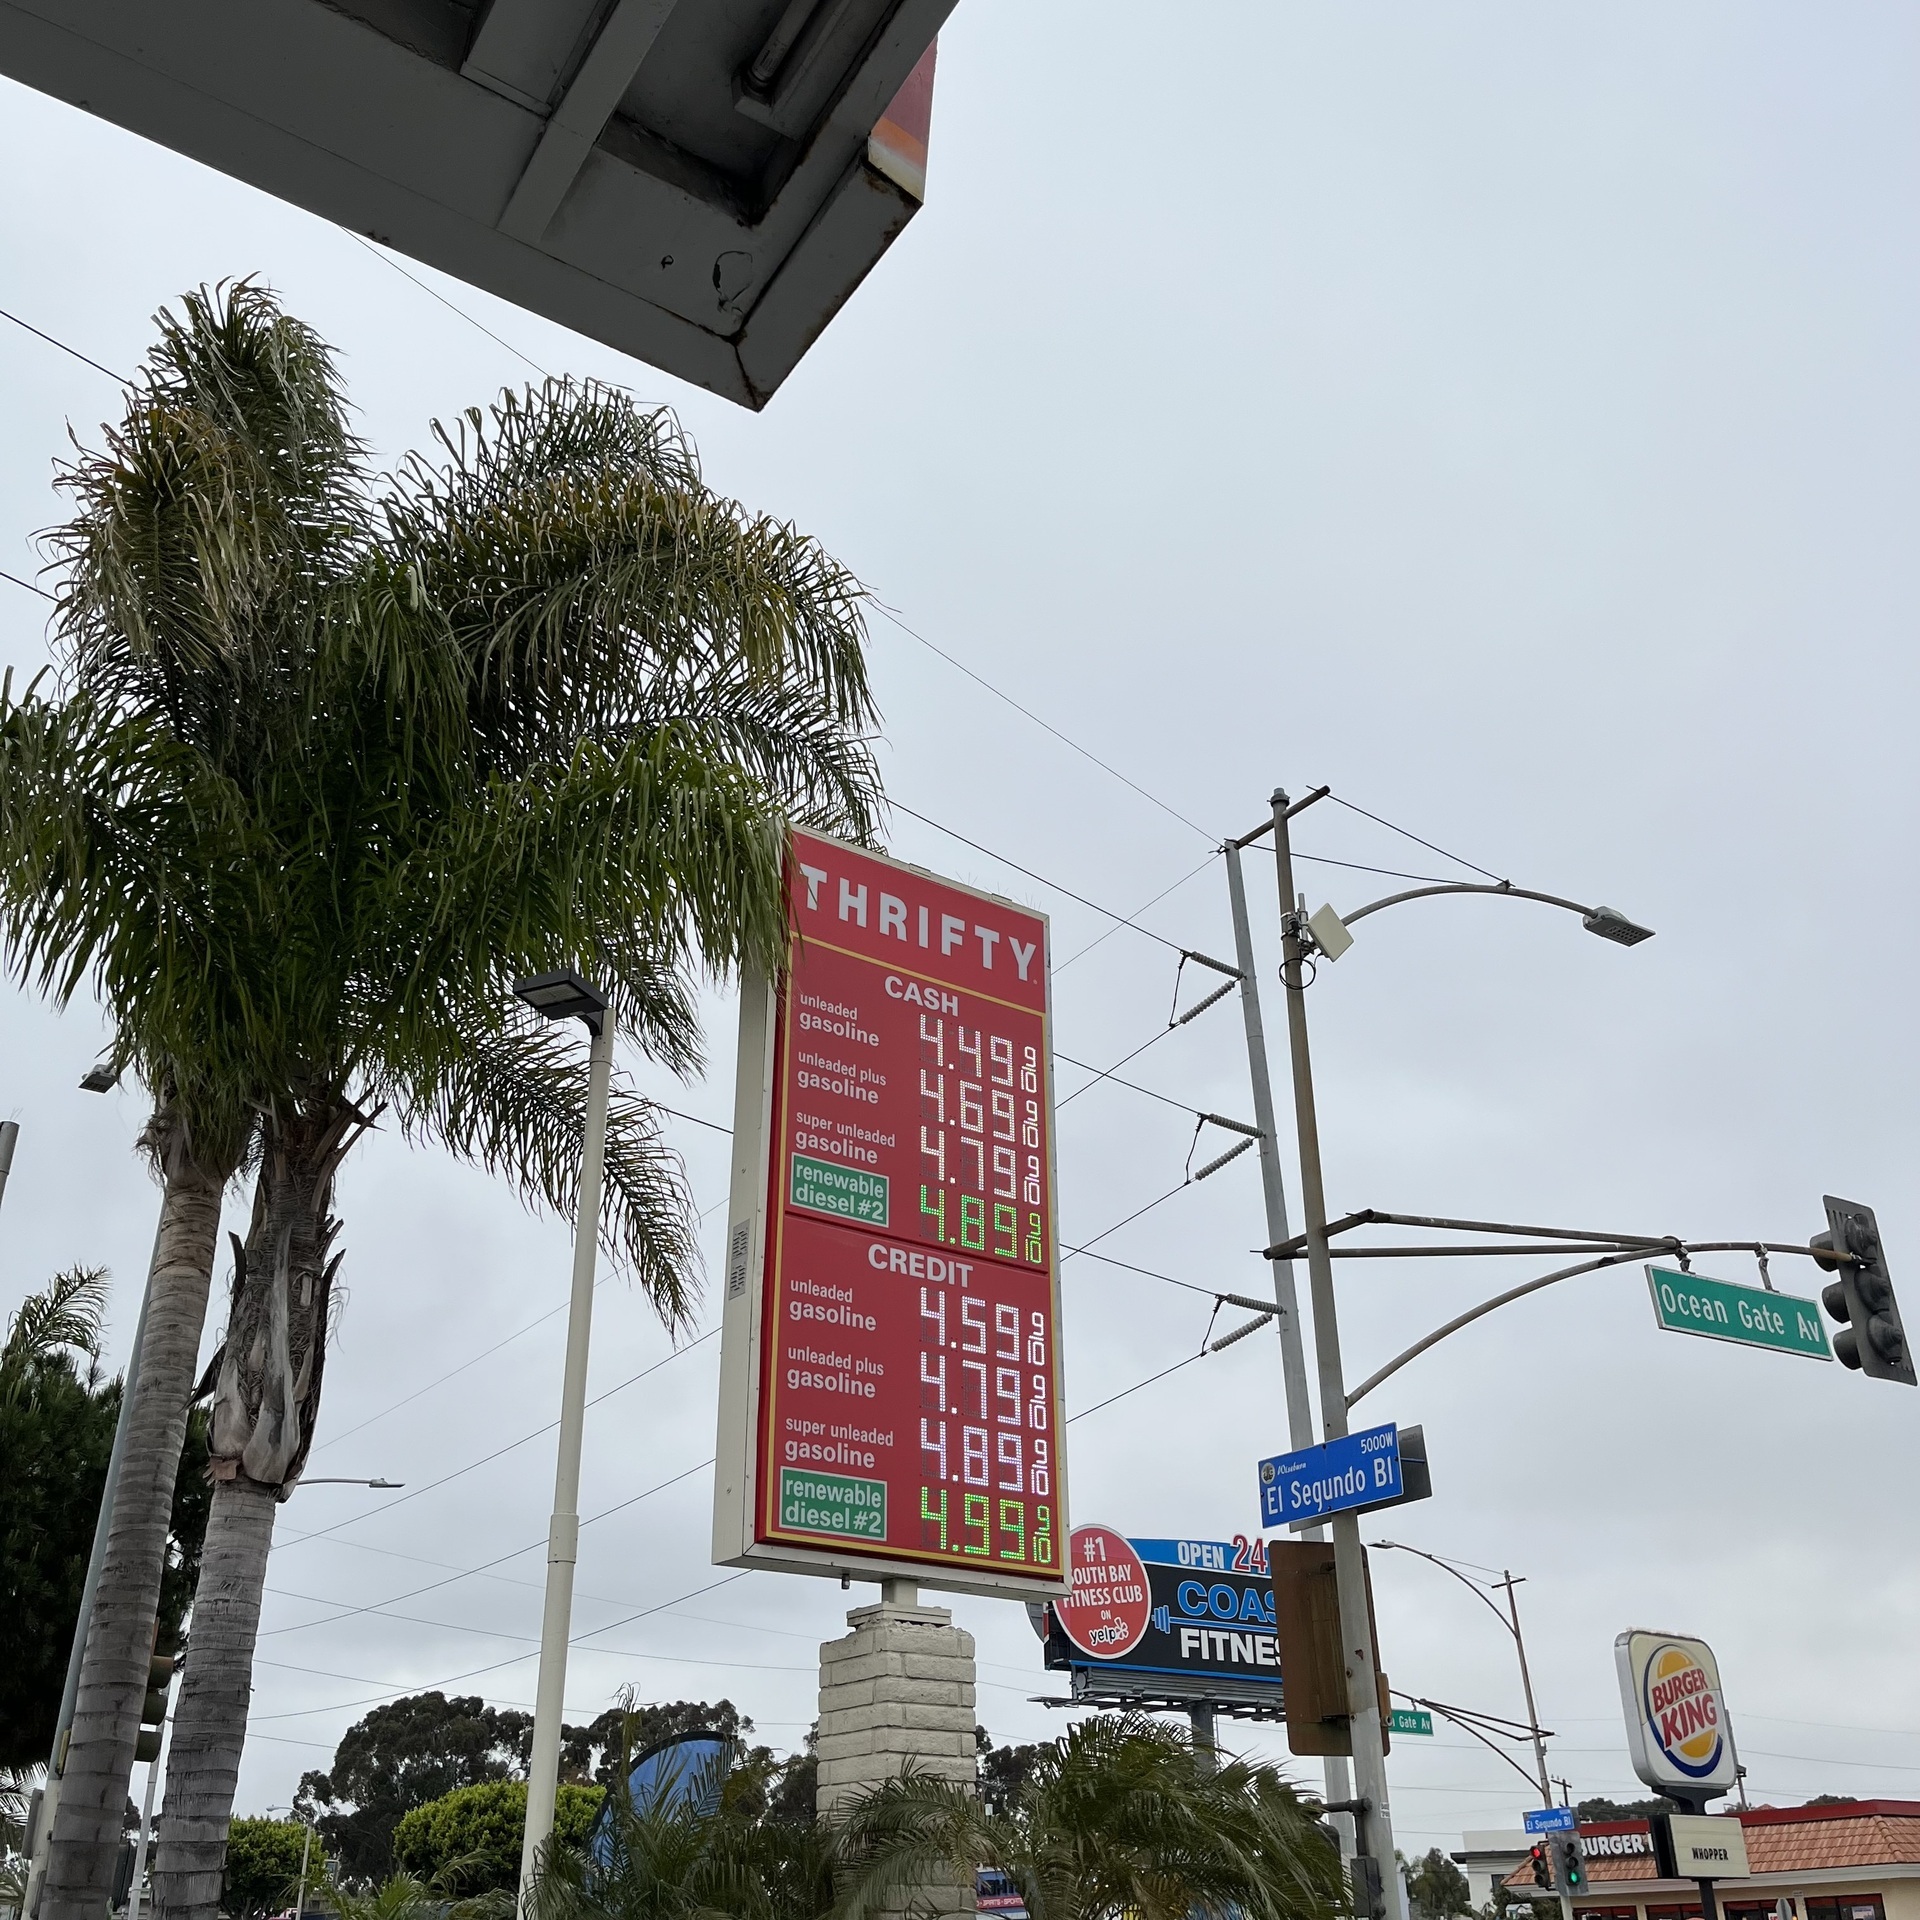 THRIFTY
CASH
unleaded
gasoline
4.49 9/10
unleaded plus
gasoline
4.69 9/10
super unleaded
gasoline
4.79 9/10
renewable
diesel #2
4.89 9/10
CREDIT
unleaded
gasoline
4.59 9/10
unleaded plus
gasoline
4.79 9/10
super unleaded
gasoline
4.89 9/10
renewable
diesel #2
4.99 9/10
Ocean Gate Av
5000W
Wiseburn
El Segundo Bl
#1
SOUTH BAY
FITNESS CLUB
ON
yelp
OPEN 24
COAS
FITNES
Gate Av
BURGER
KING
El Segundo Bl
BURGER
WHOPPER